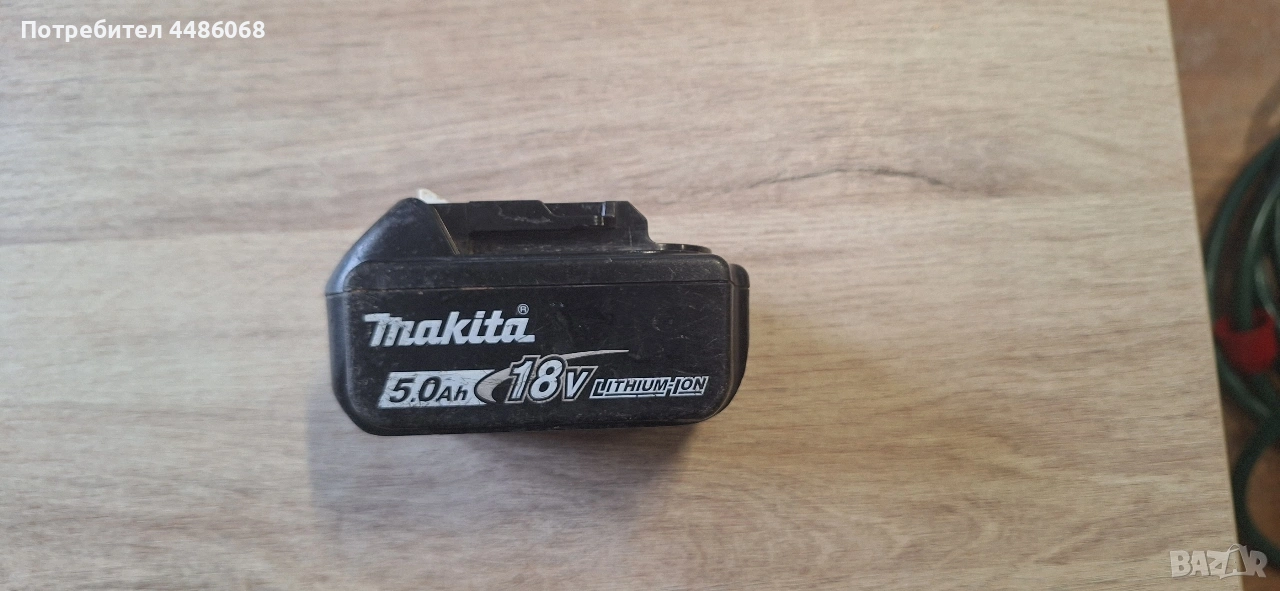 Потребител 4486068
makita®
5.0Ah 18V LITHIUM-ION
BAZAR